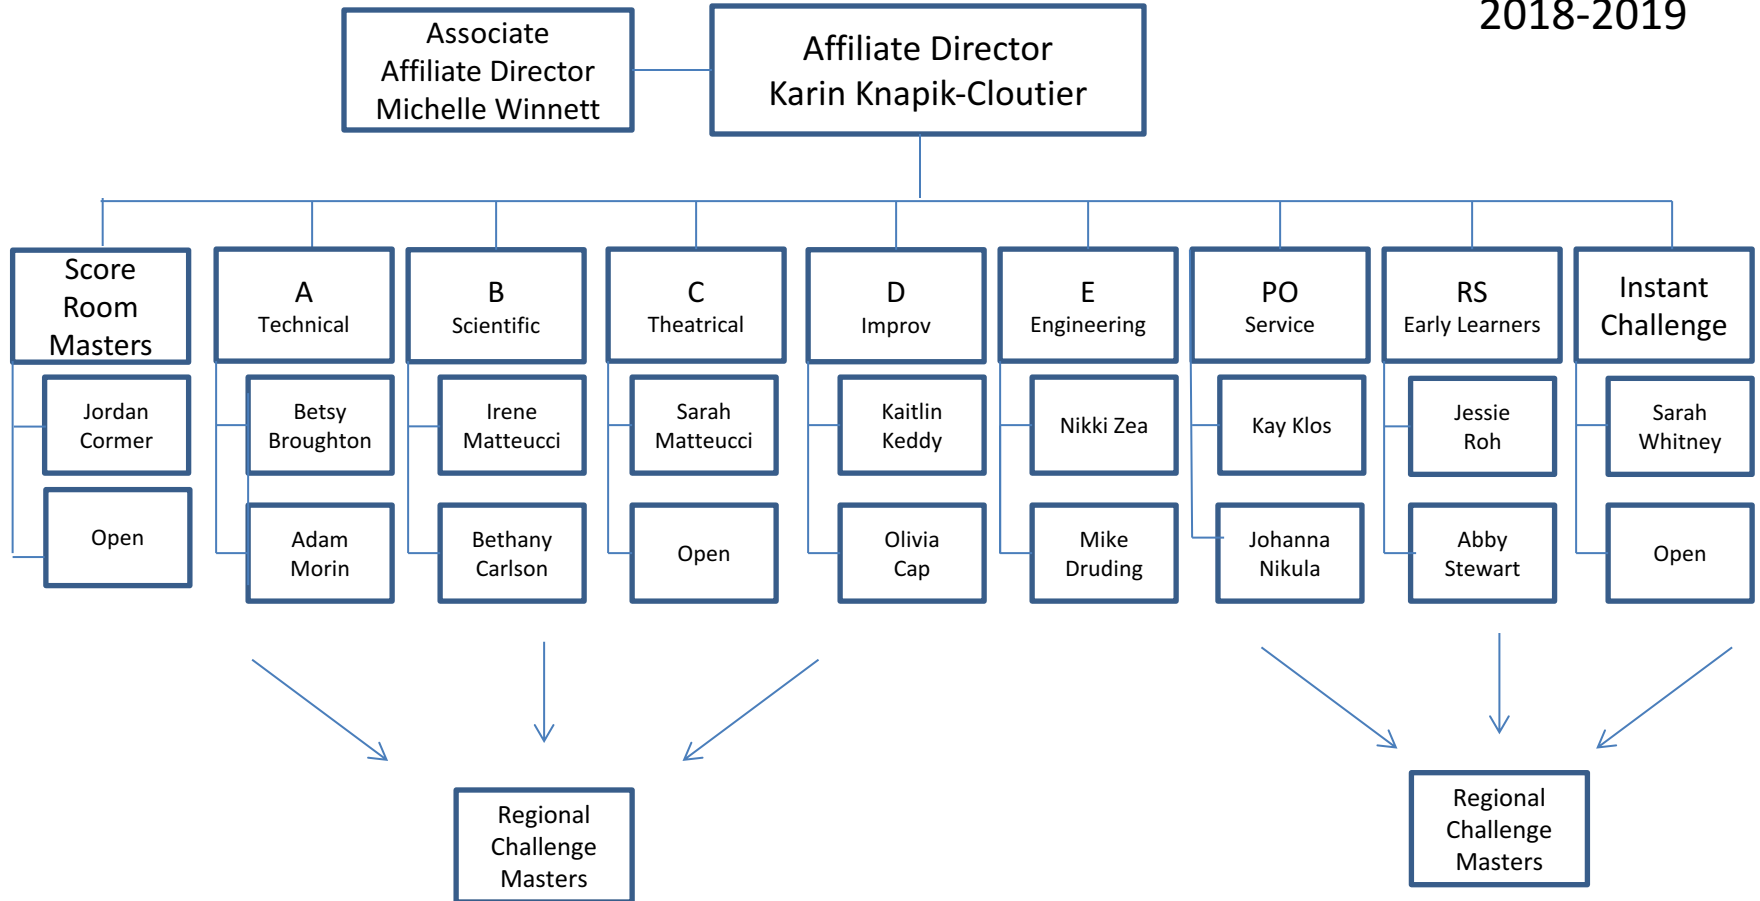 2018-2019
Associate
Affiliate Director
Michelle Winnett
Affiliate Director
Karin Knapik-Cloutier
Score
Room
Masters
A
Technical
B
Scientific
C
Theatrical
D
Improv
E
Engineering
PO
Service
RS
Early Learners
Instant
Challenge
Jordan
Cormer
Betsy
Broughton
Irene
Matteucci
Sarah
Matteucci
Kaitlin
Keddy
Nikki Zea
Kay Klos
Jessie
Roh
Sarah
Whitney
Open
Adam
Morin
Bethany
Carlson
Open
Olivia
Cap
Mike
Druding
Johanna
Nikula
Abby
Stewart
Open
Regional
Challenge
Masters
Regional
Challenge
Masters